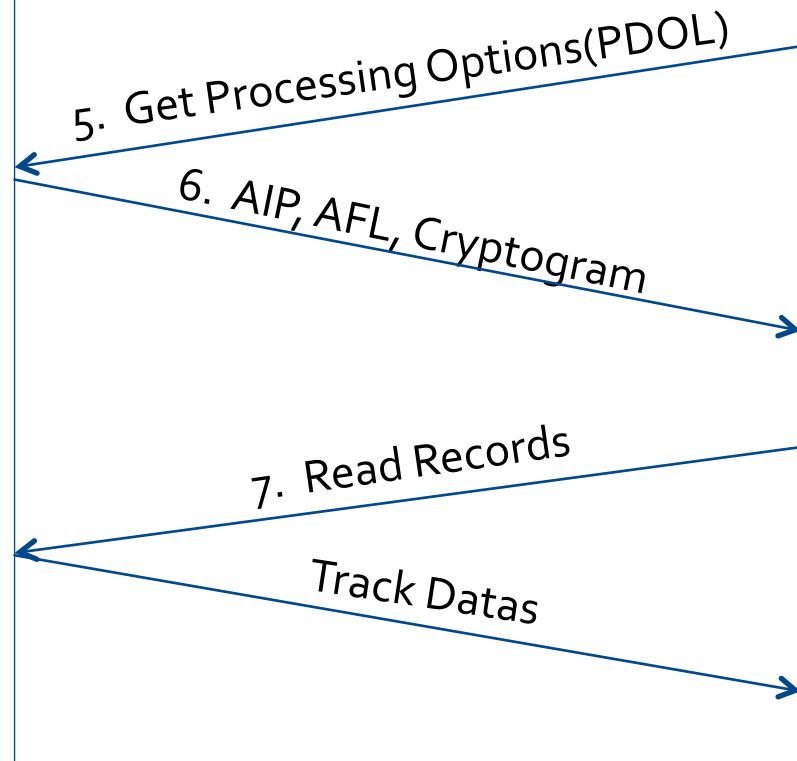 5. Get Processing Options(PDOL)
6. AIP, AFL, Cryptogram
7. Read Records
Track Datas